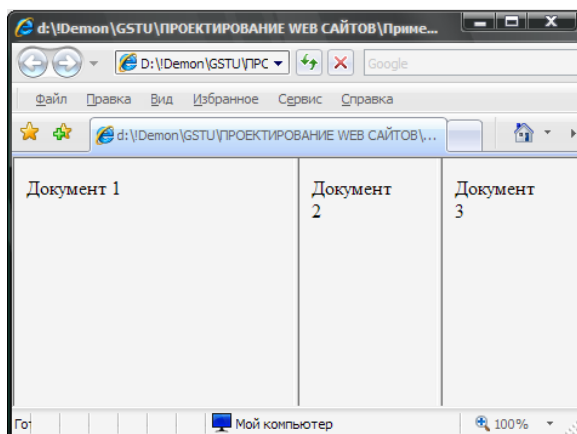 d:\!Demon\GSTU\ПРОЕКТИРОВАНИЕ WEB САЙТОВ\Приме...
D:\!Demon\GSTU\ПРС
Google
Файл Правка Вид Избранное Сервис Справка
d:\!Demon\GSTU\ПРОЕКТИРОВАНИЕ WEB САЙТОВ\...
Документ 1
Документ
2
Документ
3
Гот
Мой компьютер
100%